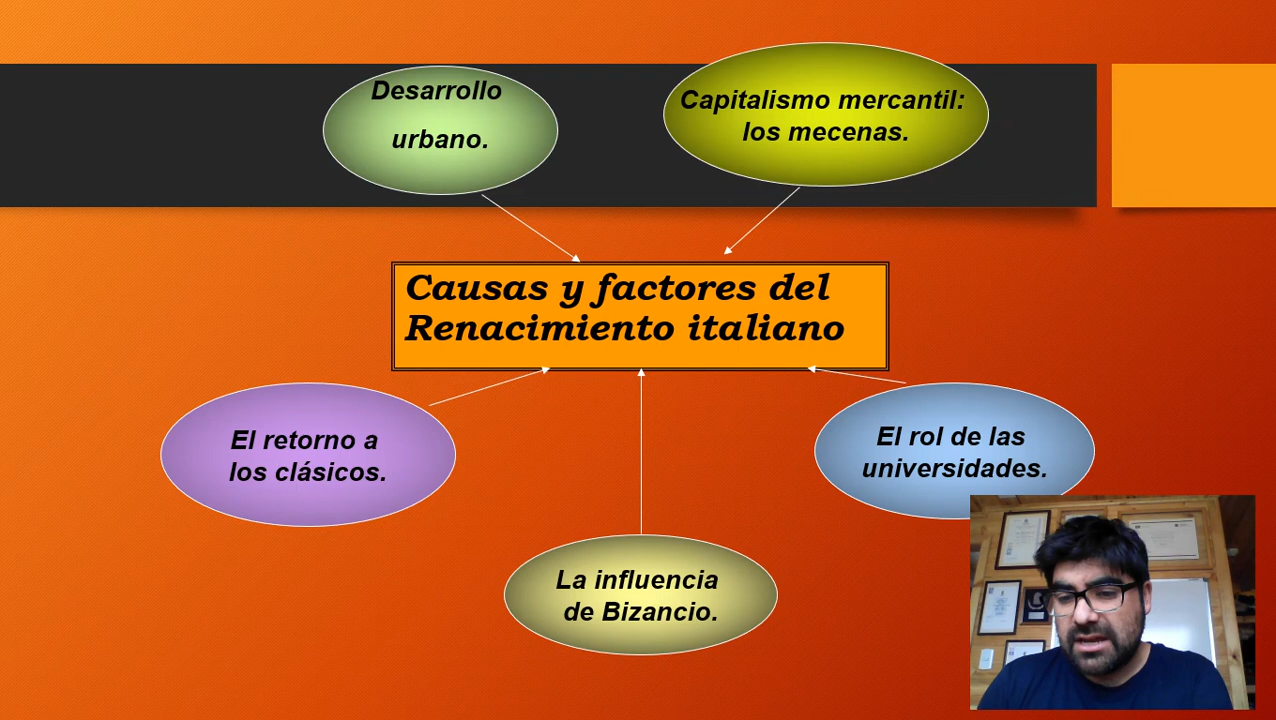 Desarrollo
urbano.
Capitalismo mercantil:
los mecenas.
Causas y factores del
Renacimiento italiano
El retorno a
los clásicos.
El rol de las
universidades.
La influencia
de Bizancio.